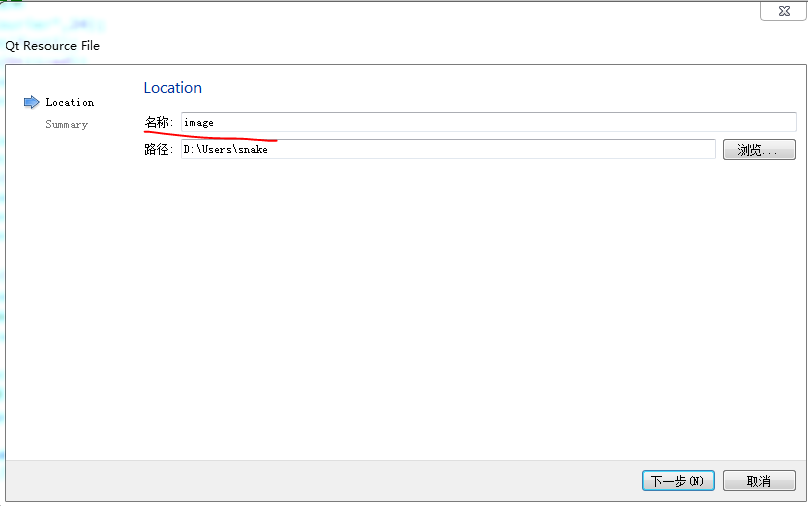 Qt Resource File
Location
Location
Summary
名称: image
路径: D:\Users\snake 浏览...
下一步(N) 取消